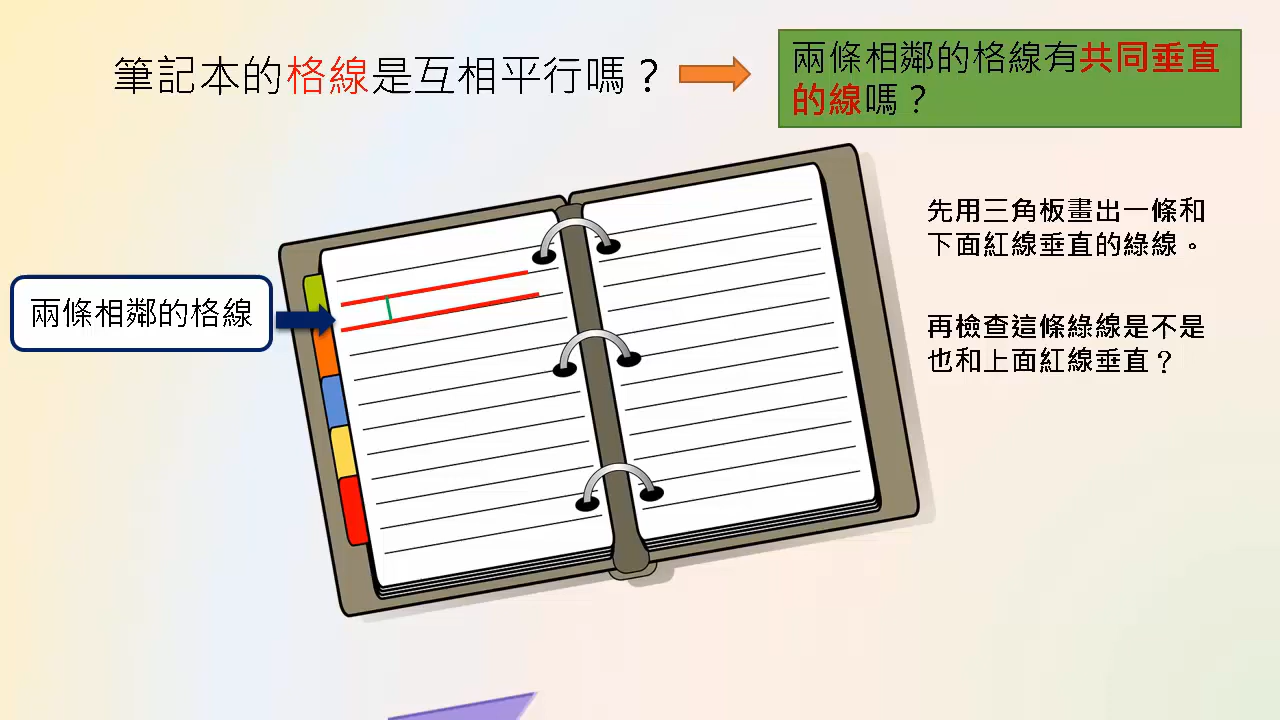 筆記本的格線是互相平行嗎？
兩條相鄰的格線有共同垂直
的線嗎？
先用三角板畫出一條和
下面紅線垂直的綠線。
兩條相鄰的格線
再檢查這條綠線是不是
也和上面紅線垂直？